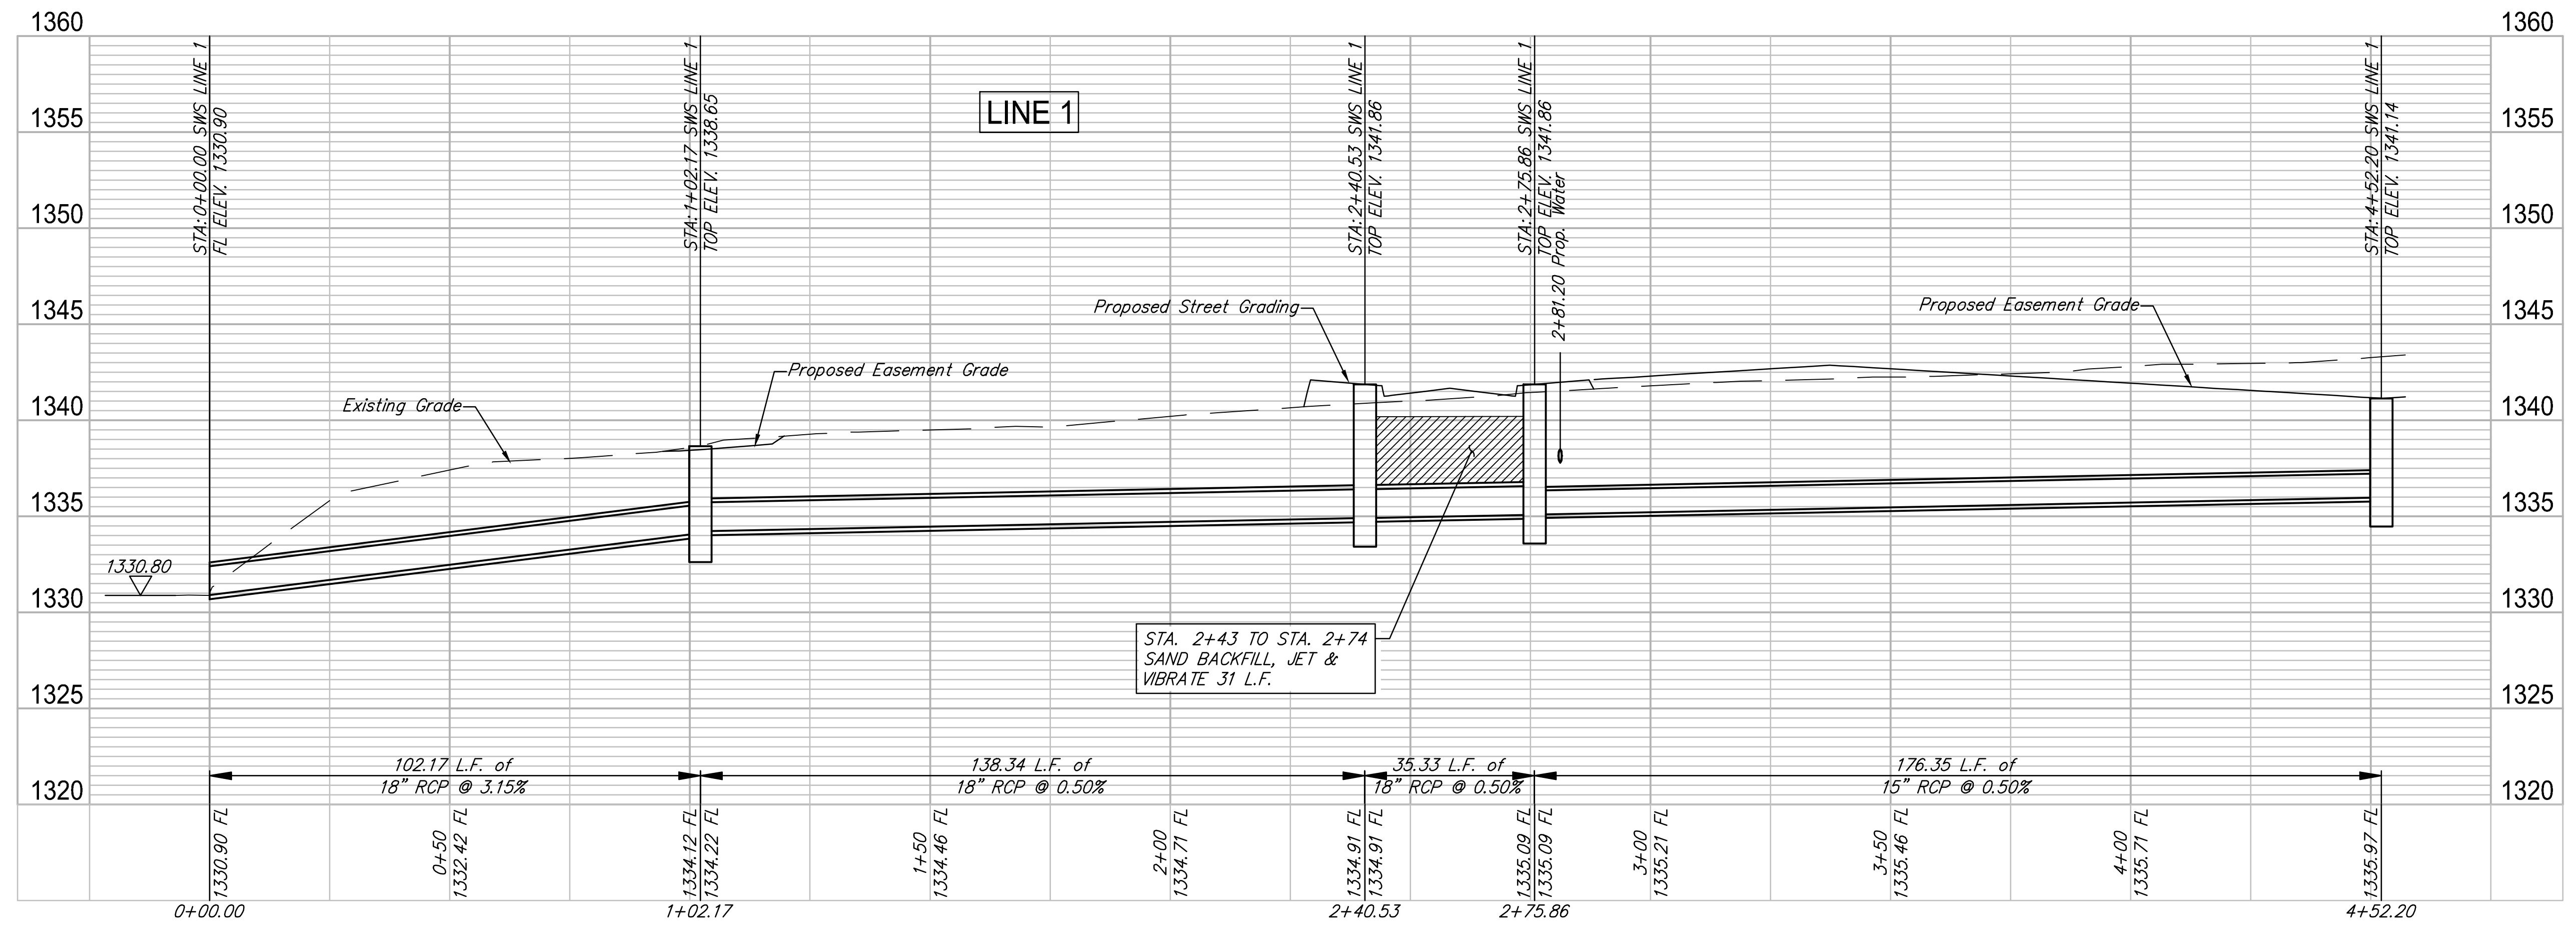 1360
1360
1355
1355
1350
1350
1345
1345
1340
1340
1335
1335
1330
1330
1325
1325
1320
1320
LINE 1
STA:0+00.00 SWS LINE 1
FL ELEV. 1330.90
STA:1+02.17 SWS LINE 1
TOP ELEV. 1338.65
STA:2+40.53 SWS LINE 1
TOP ELEV. 1341.86
STA:2+75.86 SWS LINE 1
TOP ELEV. 1341.86
2+81.20 Prop. Water
STA:4+52.20 SWS LINE 1
TOP ELEV. 1341.14
Proposed Street Grading
Proposed Easement Grade
Proposed Easement Grade
Existing Grade
1330.80
STA. 2+43 TO STA. 2+74
SAND BACKFILL, JET &
VIBRATE 31 L.F.
102.17 L.F. of
18" RCP @ 3.15%
138.34 L.F. of
18" RCP @ 0.50%
35.33 L.F. of
18" RCP @ 0.50%
176.35 L.F. of
15" RCP @ 0.50%
1330.90 FL
0+50
1332.42 FL
1334.12 FL
1334.22 FL
1+50
1334.46 FL
2+00
1334.71 FL
1334.91 FL
1334.91 FL
1335.09 FL
1335.09 FL
3+00
1335.21 FL
3+50
1335.46 FL
4+00
1335.71 FL
1335.97 FL
0+00.00
1+02.17
2+40.53
2+75.86
4+52.20